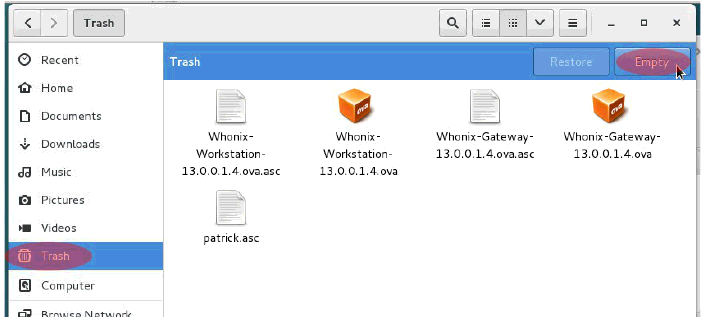 Trash
Recent
Home
Documents
Downloads
Music
Pictures
Videos
Trash
Computer
Browse Network
Trash
Restore
Empty
Whonix-
Workstation-
13.0.0.1.4.ova.asc
ova
Whonix-
Workstation-
13.0.0.1.4.ova
Whonix-Gateway-
13.0.0.1.4.ova.asc
ova
Whonix-Gateway-
13.0.0.1.4.ova
patrick.asc